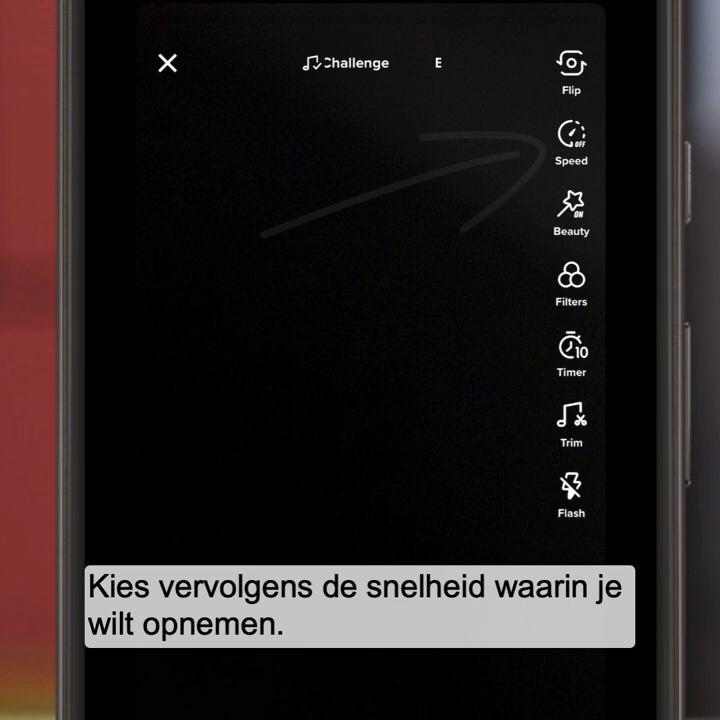 Challenge E
Flip
OFF
Speed
ON
Beauty
Filters
10
Timer
Trim
Flash
Kies vervolgens de snelheid waarin je
wilt opnemen.